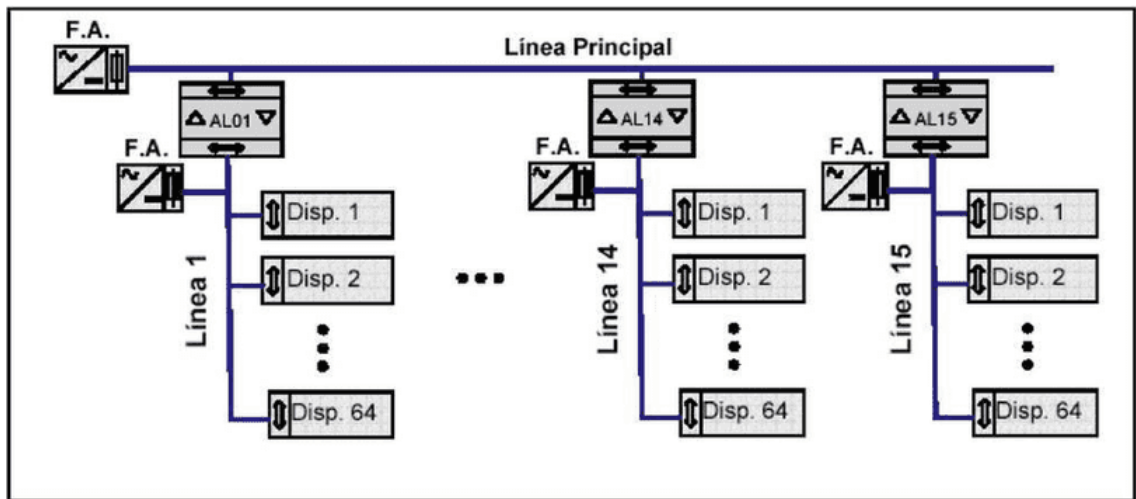 F.A.
Línea Principal
AL01
AL14
AL15
F.A.
F.A.
F.A.
Disp. 1
Disp. 1
Disp. 1
Disp. 2
Disp. 2
Disp. 2
Línea 1
Línea 14
Línea 15
Disp. 64
Disp. 64
Disp. 64